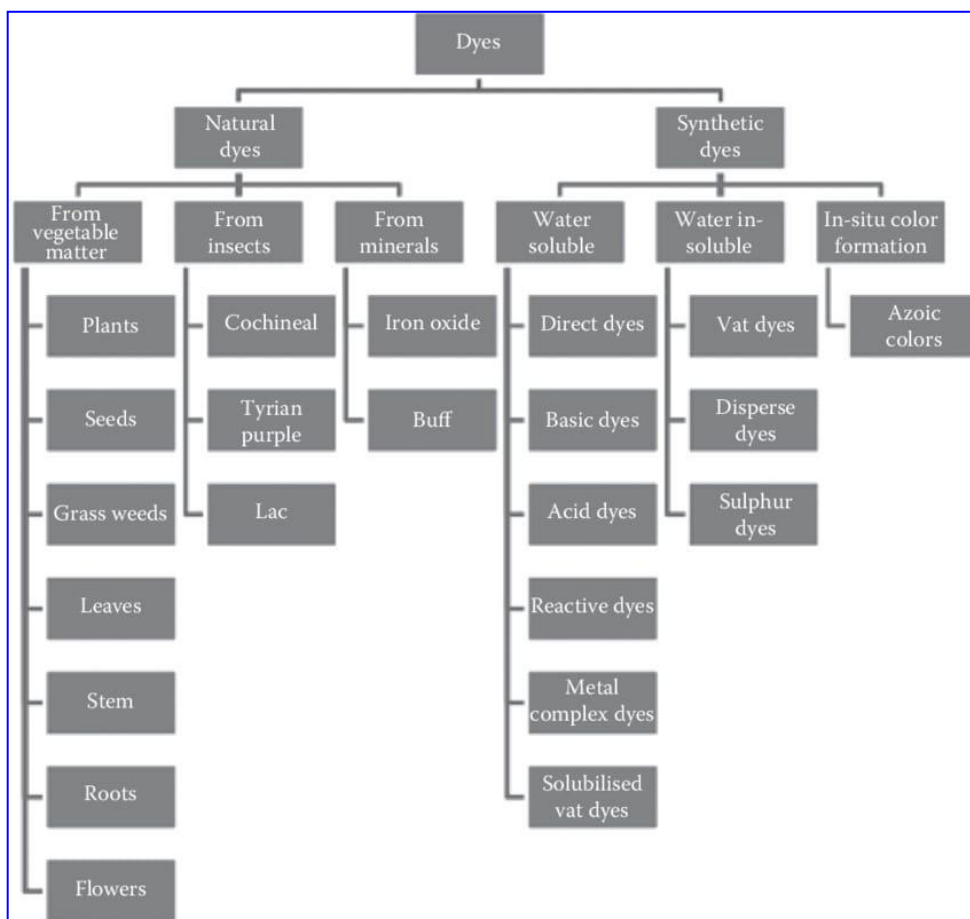 Dyes
Natural
dyes
Synthetic
dyes
From
vegetable
matter
From
insects
From
minerals
Water
soluble
Water in-
soluble
In-situ color
formation
Plants
Seeds
Grass weeds
Leaves
Stem
Roots
Flowers
Cochineal
Tyrian
purple
Lac
Iron oxide
Buff
Direct dyes
Basic dyes
Acid dyes
Reactive dyes
Metal
complex dyes
Solubilised
vat dyes
Vat dyes
Disperse
dyes
Sulphur
dyes
Azoic
colors